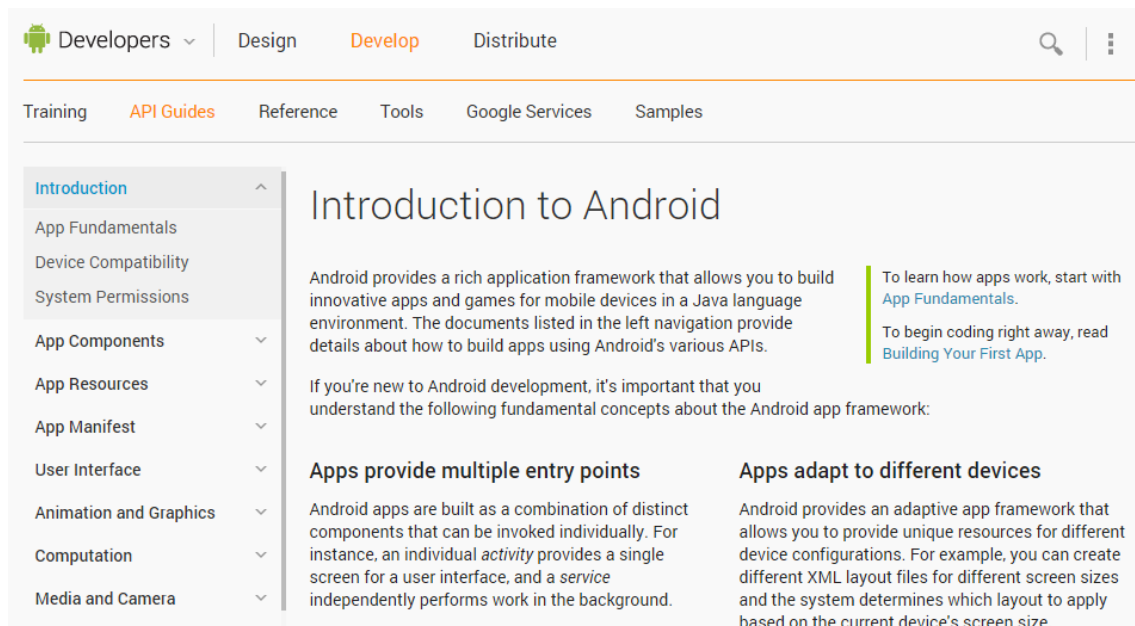 Developers Design Develop Distribute
Training API Guides Reference Tools Google Services Samples
Introduction
App Fundamentals
Device Compatibility
System Permissions
App Components
App Resources
App Manifest
User Interface
Animation and Graphics
Computation
Media and Camera
Introduction to Android
Android provides a rich application framework that allows you to build
innovative apps and games for mobile devices in a Java language
environment. The documents listed in the left navigation provide
details about how to build apps using Android's various APIs.
To learn how apps work, start with
App Fundamentals.
To begin coding right away, read
Building Your First App.
If you're new to Android development, it's important that you
understand the following fundamental concepts about the Android app framework:
Apps provide multiple entry points
Android apps are built as a combination of distinct
components that can be invoked individually. For
instance, an individual activity provides a single
screen for a user interface, and a service
independently performs work in the background.
Apps adapt to different devices
Android provides an adaptive app framework that
allows you to provide unique resources for different
device configurations. For example, you can create
different XML layout files for different screen sizes
and the system determines which layout to apply
based on the current device's screen size